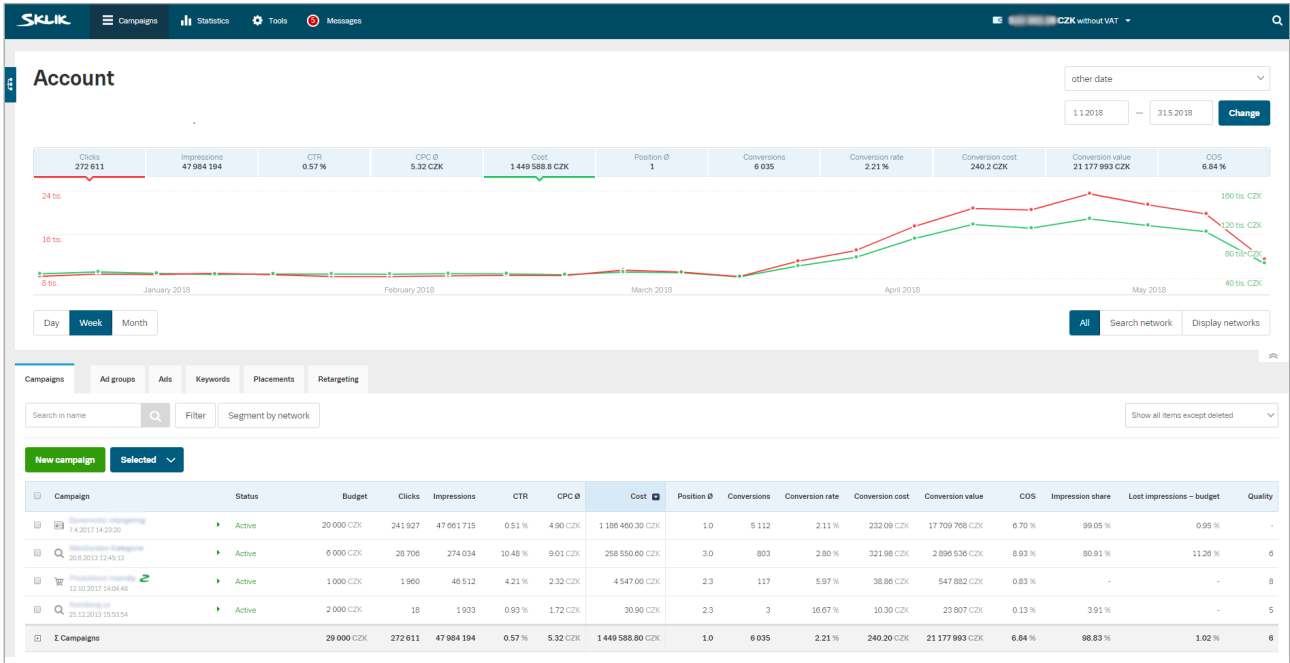 SKLIK Campaigns Statistics Tools 5 Messages CZK without VAT
Account
other date
1.1.2018 — 31.5.2018 Change
Clicks Impressions CTR CPC Ø Cost Position Ø Conversions Conversion rate Conversion cost Conversion value COS
272 611 47 984 194 0.57 % 5.32 CZK 1 449 588.8 CZK 1 6 035 2.21 % 240.2 CZK 21 177 993 CZK 6.84 %
24 tis. 160 tis. CZK
16 tis. 120 tis. CZK
80 tis. CZK
8 tis. 40 tis. CZK
January 2018 February 2018 March 2018 April 2018 May 2018
Day Week Month All Search network Display networks
Campaigns Ad groups Ads Keywords Placements Retargeting
Search in name Filter Segment by network Show all items except deleted
New campaign Selected
Campaign Status Budget Clicks Impressions CTR CPC Ø Cost Position Ø Conversions Conversion rate Conversion cost Conversion value COS Impression share Lost impressions – budget Quality
7.4.2017 14:23:20 Active 20 000 CZK 241 927 47 661 715 0.51 % 4.90 CZK 1 186 460.30 CZK 1.0 5 112 2.11 % 232.09 CZK 17 709 768 CZK 6.70 % 99.05 % 0.95 % -
20.6.2013 12:45:13 Active 6 000 CZK 28 706 274 034 10.48 % 9.01 CZK 258 550.60 CZK 3.0 803 2.80 % 321.98 CZK 2 896 536 CZK 8.93 % 80.91 % 11.26 % 6
12.10.2017 14:04:48 Active 1 000 CZK 1 960 46 512 4.21 % 2.32 CZK 4 547.00 CZK 2.3 117 5.97 % 38.86 CZK 547 882 CZK 0.83 % - - 8
25.12.2013 15:53:54 Active 2 000 CZK 18 1 933 0.93 % 1.72 CZK 30.90 CZK 2.3 3 16.67 % 10.30 CZK 23 807 CZK 0.13 % 3.91 % - 5
Σ Campaigns 29 000 CZK 272 611 47 984 194 0.57 % 5.32 CZK 1 449 588.80 CZK 1.0 6 035 2.21 % 240.20 CZK 21 177 993 CZK 6.84 % 98.83 % 1.02 % 6